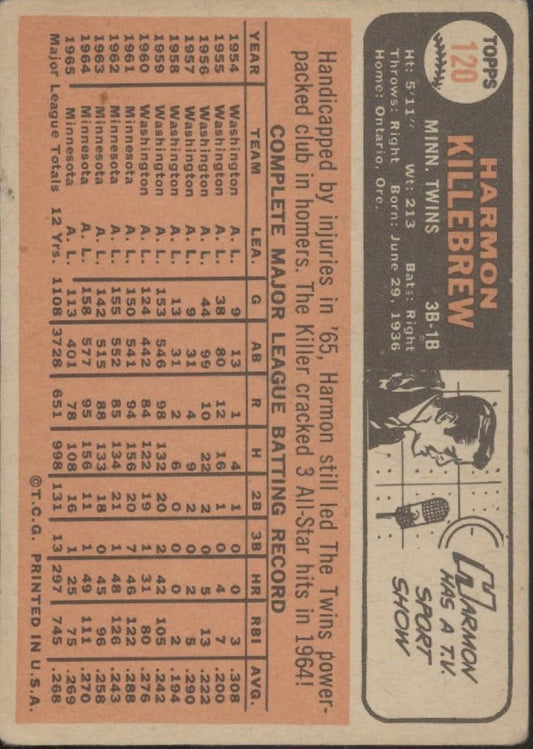 TOPPS
120
HARMON
KILLEBREW
MINN. TWINS 3B-1B
Ht: 5'11" Wt: 213 Bats: Right
Throws: Right Born: June 29, 1936
Home: Ontario, Ore.
HARMON
HAS A T.V.
SPORT
SHOW
Handicapped by injuries in '65, Harmon still led The Twins power-
packed club in homers. The Killer cracked 3 All-Star hits in 1964!
COMPLETE MAJOR LEAGUE BATTING RECORD
YEAR TEAM LEA. G AB R H 2B 3B HR RBI AVG.
1954 Washington A. L. 9 13 1 4 1 0 0 3 .308
1955 Washington A. L. 38 80 12 16 1 0 4 7 .200
1956 Washington A. L. 44 99 10 22 2 0 5 13 .222
1957 Washington A. L. 9 31 4 9 2 0 2 5 .290
1958 Washington A. L. 13 31 2 6 0 0 0 2 .194
1959 Washington A. L. 153 546 98 132 20 2 42 105 .242
1960 Washington A. L. 124 442 84 122 19 1 31 80 .276
1961 Minnesota A. L. 150 541 94 156 20 7 46 122 .288
1962 Minnesota A. L. 155 552 85 134 21 1 48 126 .243
1963 Minnesota A. L. 142 515 88 133 18 0 45 96 .258
1964 Minnesota A. L. 158 577 95 156 11 1 49 111 .270
1965 Minnesota A. L. 113 401 78 108 16 1 25 75 .269
Major League Totals 12 Yrs. 1108 3728 651 998 131 13 297 745 .268
©T.C.G. PRINTED IN U.S.A.